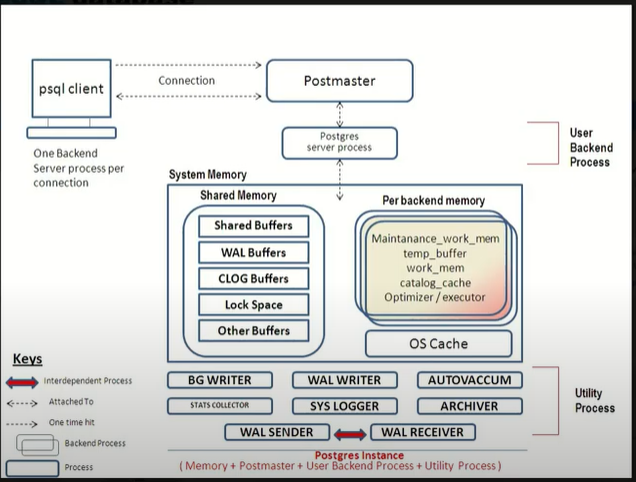 psql client
Connection
Postmaster
One Backend
Server process per
connection
Postgres
server process
User
Backend
Process
System Memory
Shared Memory
Shared Buffers
WAL Buffers
CLOG Buffers
Lock Space
Other Buffers
Per backend memory
Maintanance_work_mem
temp_buffer
work_mem
catalog_cache
Optimizer / executor
OS Cache
Keys
Interdependent Process
Attached To
One time hit
Backend Process
Process
BG WRITER
WAL WRITER
AUTOVACCUM
STATS COLLECTOR
SYS LOGGER
ARCHIVER
WAL SENDER
WAL RECEIVER
Utility
Process
Postgres Instance
( Memory + Postmaster + User Backend Process + Utility Process )